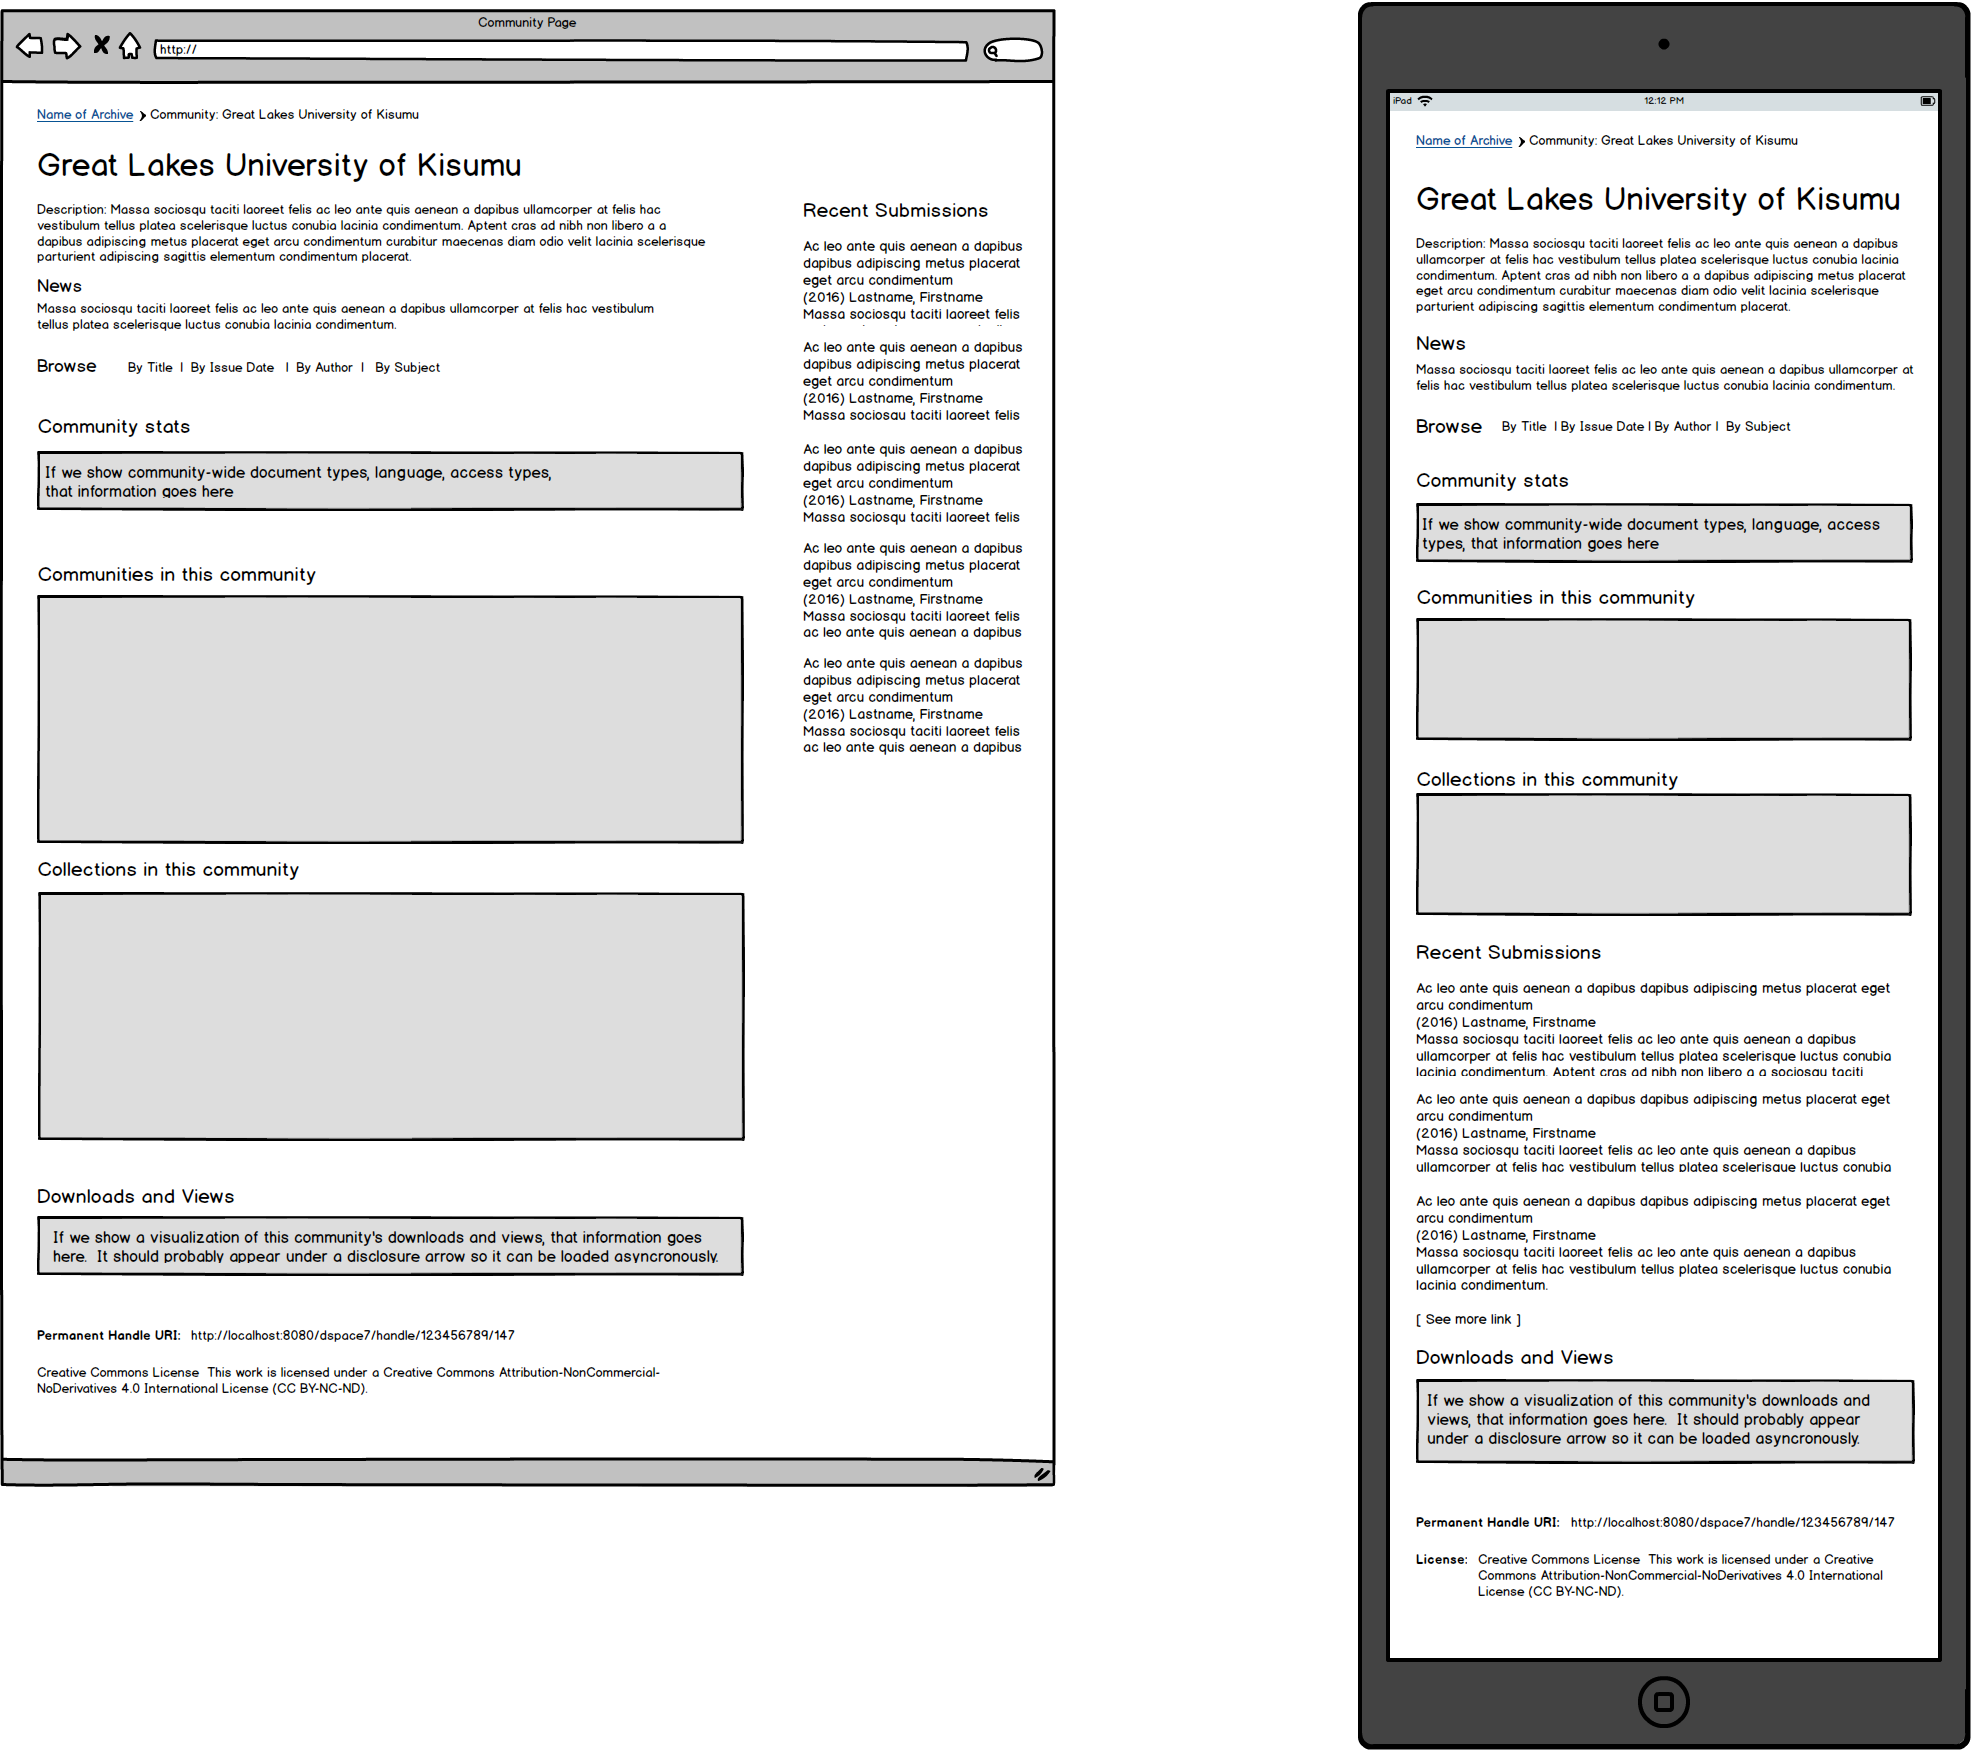 Community Page
http://
Name of Archive > Community: Great Lakes University of Kisumu
Great Lakes University of Kisumu
Description: Massa sociosqu taciti laoreet felis ac leo ante quis aenean a dapibus ullamcorper at felis hac
vestibulum tellus platea scelerisque luctus conubia lacinia condimentum. Aptent cras ad nibh non libero a a
dapibus adipiscing metus placerat eget arcu condimentum curabitur maecenas diam odio velit lacinia scelerisque
parturient adipiscing sagittis elementum condimentum placerat.
News
Massa sociosqu taciti laoreet felis ac leo ante quis aenean a dapibus ullamcorper at felis hac vestibulum
tellus platea scelerisque luctus conubia lacinia condimentum.
Browse By Title | By Issue Date | By Author | By Subject
Community stats
If we show community-wide document types, language, access types,
that information goes here
Communities in this community
Collections in this community
Downloads and Views
If we show a visualization of this community's downloads and views, that information goes
here. It should probably appear under a disclosure arrow so it can be loaded asyncronously.
Permanent Handle URI: http://localhost:8080/dspace7/handle/123456789/147
Creative Commons License This work is licensed under a Creative Commons Attribution-NonCommercial-
NoDerivatives 4.0 International License (CC BY-NC-ND).
Recent Submissions
Ac leo ante quis aenean a dapibus
dapibus adipiscing metus placerat
eget arcu condimentum
(2016) Lastname, Firstname
Massa sociosqu taciti laoreet felis
Ac leo ante quis aenean a dapibus
dapibus adipiscing metus placerat
eget arcu condimentum
(2016) Lastname, Firstname
Massa sociosqu taciti laoreet felis
Ac leo ante quis aenean a dapibus
dapibus adipiscing metus placerat
eget arcu condimentum
(2016) Lastname, Firstname
Massa sociosqu taciti laoreet felis
Ac leo ante quis aenean a dapibus
dapibus adipiscing metus placerat
eget arcu condimentum
(2016) Lastname, Firstname
Massa sociosqu taciti laoreet felis
ac leo ante quis aenean a dapibus
Ac leo ante quis aenean a dapibus
dapibus adipiscing metus placerat
eget arcu condimentum
(2016) Lastname, Firstname
Massa sociosqu taciti laoreet felis
ac leo ante quis aenean a dapibus
iPad 12:12 PM
Name of Archive > Community: Great Lakes University of Kisumu
Great Lakes University of Kisumu
Description: Massa sociosqu taciti laoreet felis ac leo ante quis aenean a dapibus
ullamcorper at felis hac vestibulum tellus platea scelerisque luctus conubia lacinia
condimentum. Aptent cras ad nibh non libero a a dapibus adipiscing metus placerat
eget arcu condimentum curabitur maecenas diam odio velit lacinia scelerisque
parturient adipiscing sagittis elementum condimentum placerat.
News
Massa sociosqu taciti laoreet felis ac leo ante quis aenean a dapibus ullamcorper at
felis hac vestibulum tellus platea scelerisque luctus conubia lacinia condimentum.
Browse By Title | By Issue Date | By Author | By Subject
Community stats
If we show community-wide document types, language, access
types, that information goes here
Communities in this community
Collections in this community
Recent Submissions
Ac leo ante quis aenean a dapibus dapibus adipiscing metus placerat eget
arcu condimentum
(2016) Lastname, Firstname
Massa sociosqu taciti laoreet felis ac leo ante quis aenean a dapibus
ullamcorper at felis hac vestibulum tellus platea scelerisque luctus conubia
lacinia condimentum. Aptent cras ad nibh non libero a a sociosqu taciti
Ac leo ante quis aenean a dapibus dapibus adipiscing metus placerat eget
arcu condimentum
(2016) Lastname, Firstname
Massa sociosqu taciti laoreet felis ac leo ante quis aenean a dapibus
ullamcorper at felis hac vestibulum tellus platea scelerisque luctus conubia
Ac leo ante quis aenean a dapibus dapibus adipiscing metus placerat eget
arcu condimentum
(2016) Lastname, Firstname
Massa sociosqu taciti laoreet felis ac leo ante quis aenean a dapibus
ullamcorper at felis hac vestibulum tellus platea scelerisque luctus conubia
lacinia condimentum.
[ See more link ]
Downloads and Views
If we show a visualization of this community's downloads and
views, that information goes here. It should probably appear
under a disclosure arrow so it can be loaded asyncronously.
Permanent Handle URI: http://localhost:8080/dspace7/handle/123456789/147
License: Creative Commons License This work is licensed under a Creative
Commons Attribution-NonCommercial-NoDerivatives 4.0 International
License (CC BY-NC-ND).